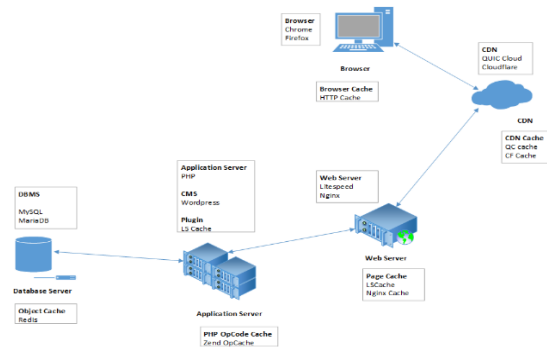 Browser
Chrome
Firefox
Browser
Browser Cache
HTTP Cache
CDN
QUIC Cloud
Cloudflare
CDN
CDN Cache
QC cache
CF Cache
Web Server
Litespeed
Nginx
Web Server
Page Cache
LSCache
Nginx Cache
Application Server
PHP
CMS
Wordpress
Plugin
LS Cache
Application Server
PHP OpCode Cache
Zend OpCache
DBMS
MySQL
MariaDB
Database Server
Object Cache
Redis